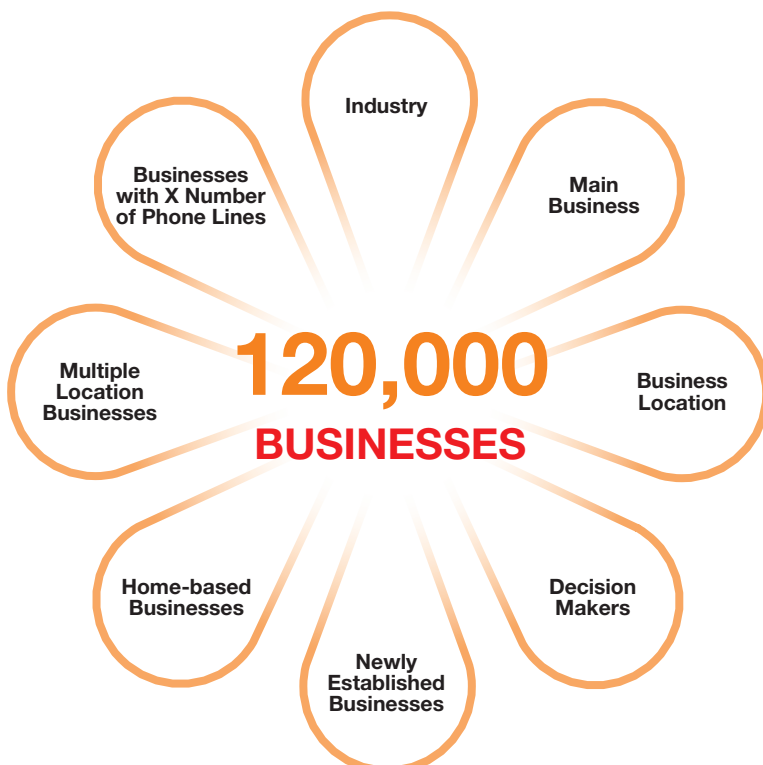 Industry
Main
Business
Business
Location
Decision
Makers
Newly
Established
Businesses
Home-based
Businesses
Multiple
Location
Businesses
Businesses
with X Number
of Phone Lines
120,000
BUSINESSES